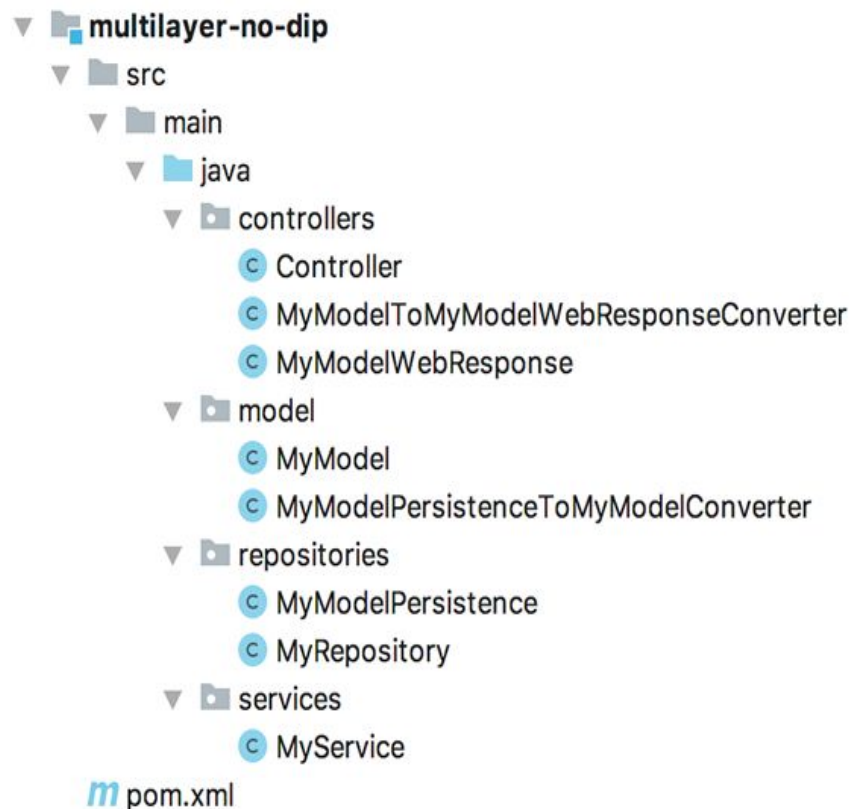 multilayer-no-dip
src
main
java
controllers
C Controller
C MyModelToMyModelWebResponseConverter
C MyModelWebResponse
model
C MyModel
C MyModelPersistenceToMyModelConverter
repositories
C MyModelPersistence
C MyRepository
services
C MyService
m pom.xml